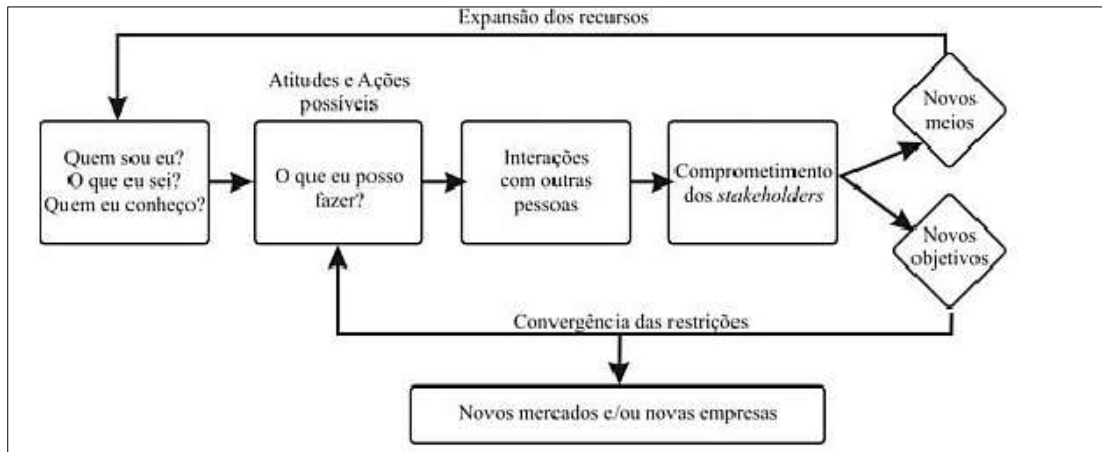 Expansão dos recursos
Atitudes e Ações
possíveis
Quem sou eu?
O que eu sei?
Quem eu conheço?
O que eu posso
fazer?
Interações
com outras
pessoas
Comprometimento
dos stakeholders
Novos
meios
Novos
objetivos
Convergência das restrições
Novos mercados e/ou novas empresas